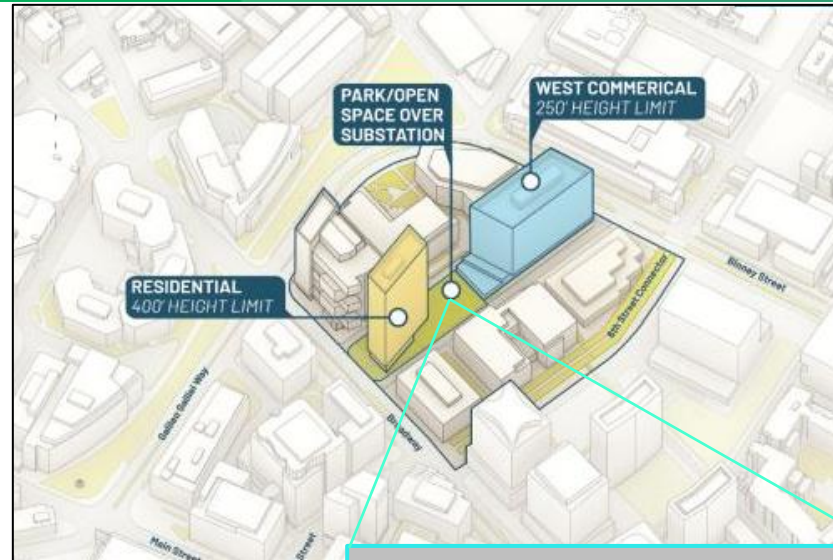 PARK/OPEN
SPACE OVER
SUBSTATION
WEST COMMERICAL
250' HEIGHT LIMIT
RESIDENTIAL
400' HEIGHT LIMIT
Binney Street
6th Street Connector
Galileo Galilei Way
Broadway
Main Street
Street